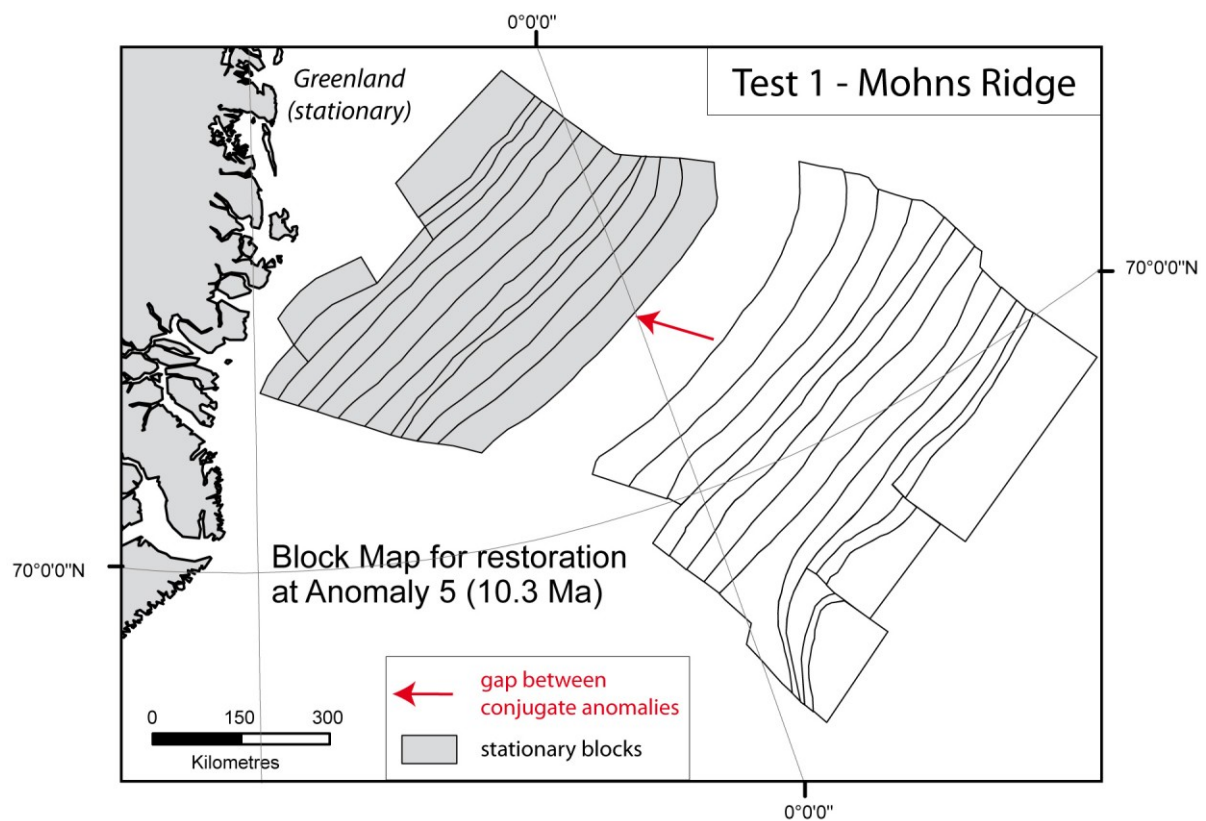 0°0'0"
Greenland
(stationary)
Test 1 - Mohns Ridge
70°0'0"N
70°0'0"N
Block Map for restoration
at Anomaly 5 (10.3 Ma)
gap between
conjugate anomalies
stationary blocks
0 150 300
Kilometres
0°0'0"